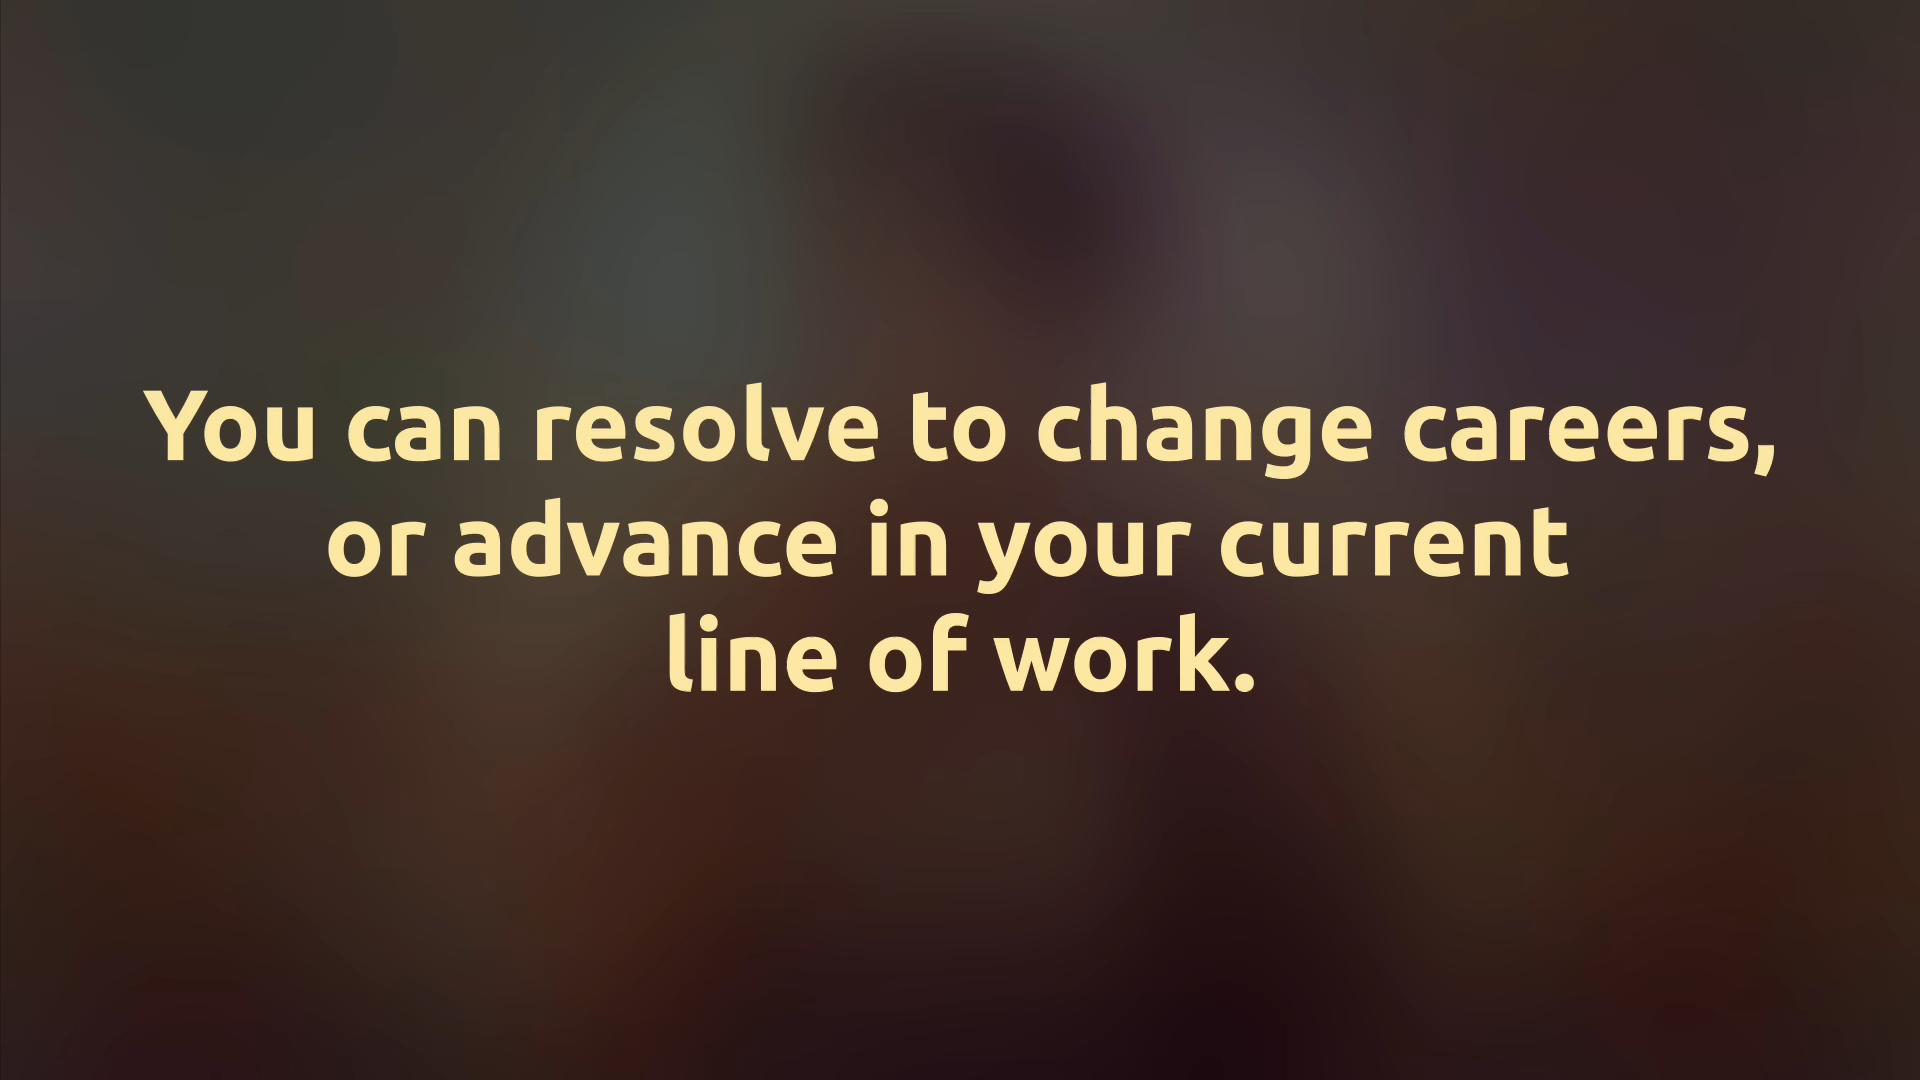 You can resolve to change careers,
or advance in your current
line of work.